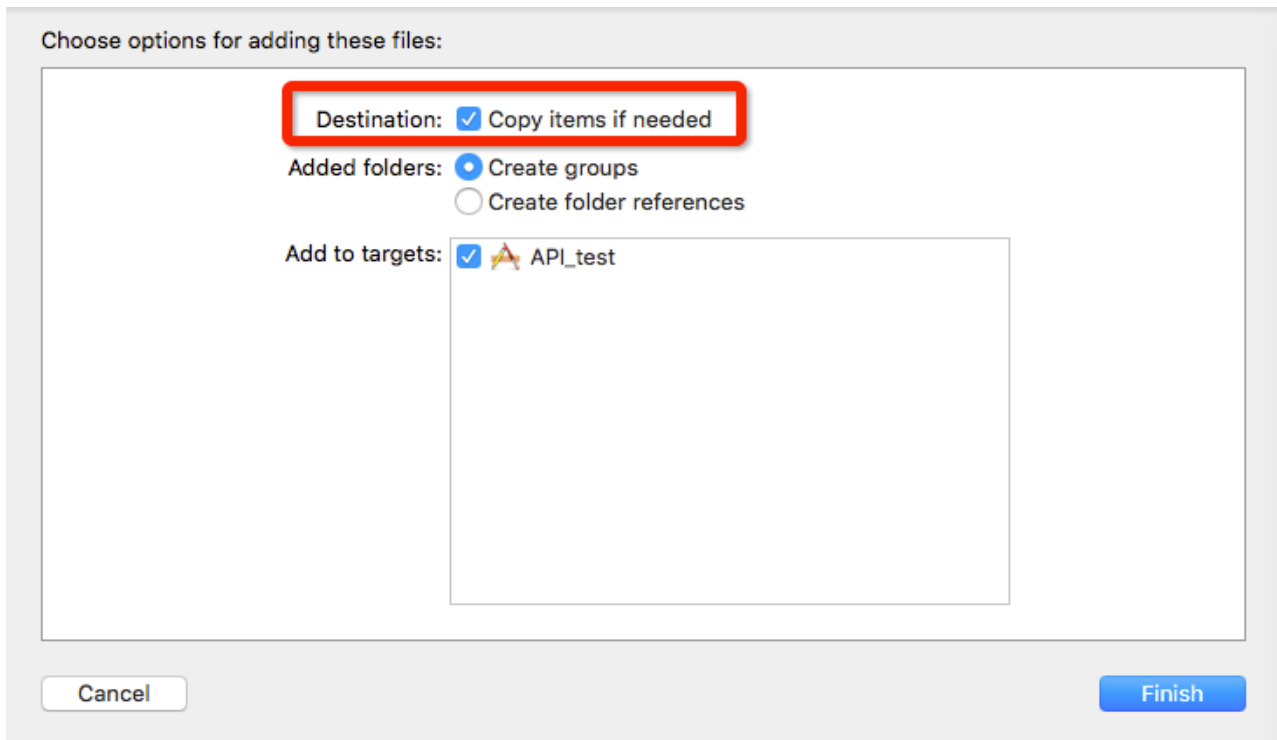 Choose options for adding these files:
Destination: Copy items if needed
Added folders: Create groups
Create folder references
Add to targets: API_test
Cancel Finish